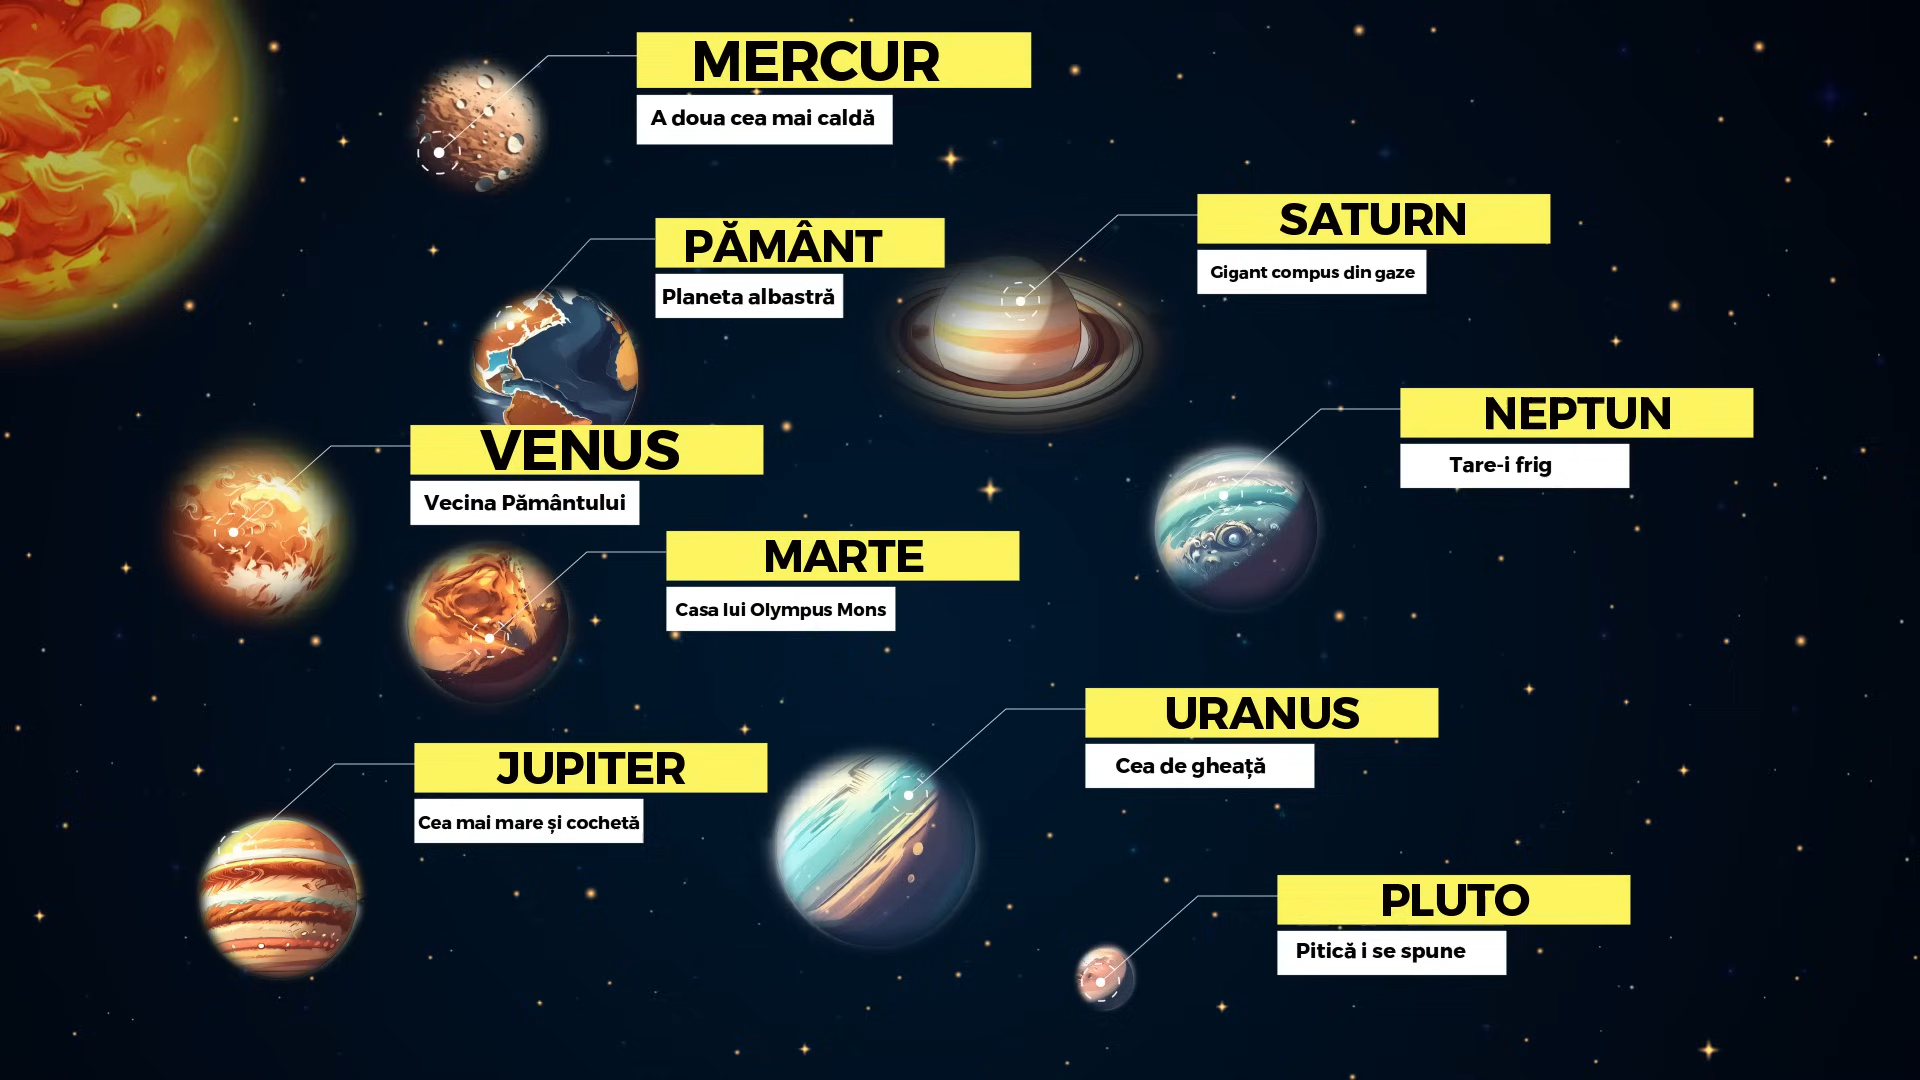 MERCUR
A doua cea mai caldă
PĂMÂNT
Planeta albastră
SATURN
Gigant compus din gaze
NEPTUN
Tare-i frig
VENUS
Vecina Pământului
MARTE
Casa lui Olympus Mons
URANUS
Cea de gheață
JUPITER
Cea mai mare și cochetă
PLUTO
Pitică i se spune